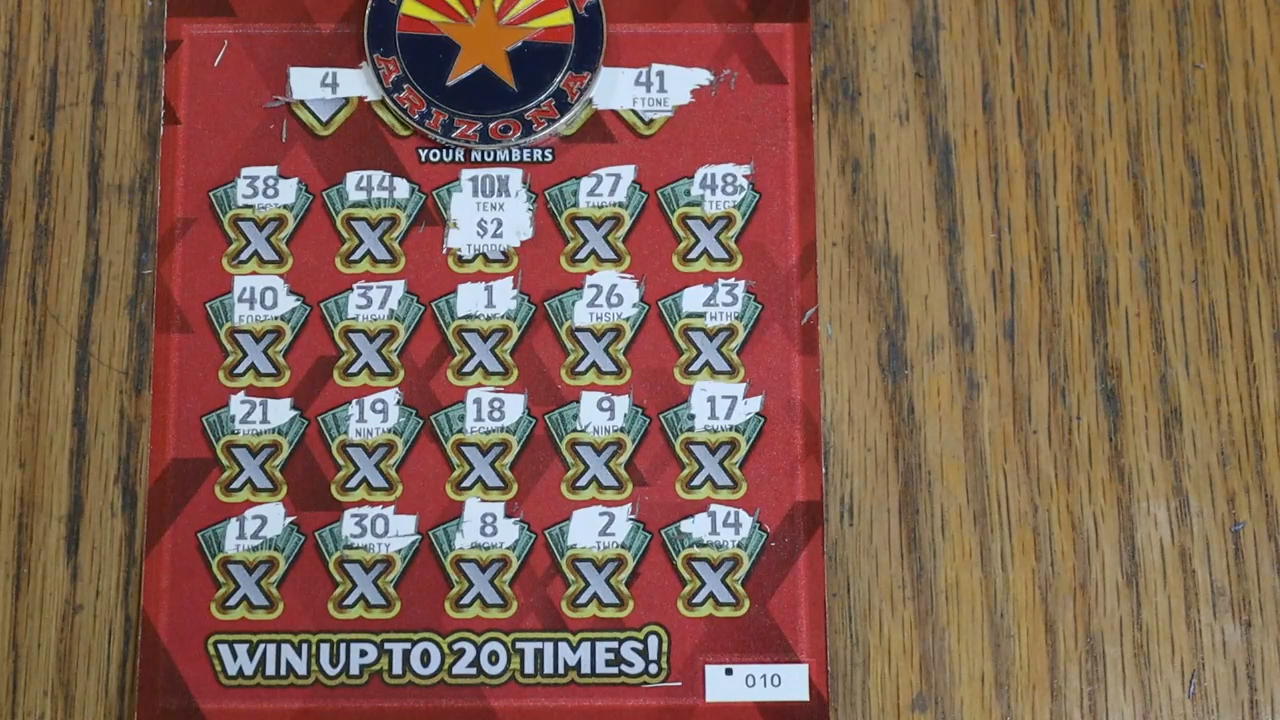 4 41
FTONE
ARIZONA
YOUR NUMBERS
38 44 10X 27 48
TENX
$2
40 37 1 26 23
THSIX
21 19 18 9 17
12 30 8 2 14
WIN UP TO 20 TIMES!
010